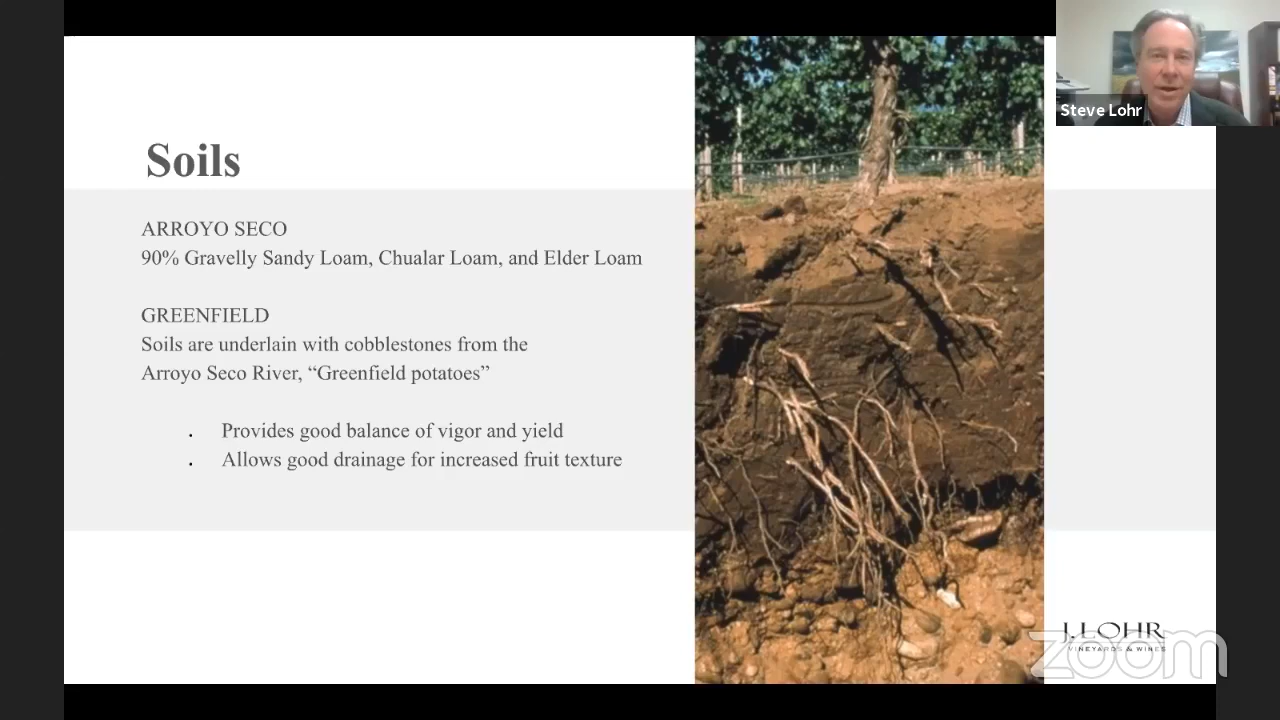 Steve Lohr
Soils
ARROYO SECO
90% Gravelly Sandy Loam, Chualar Loam, and Elder Loam
GREENFIELD
Soils are underlain with cobblestones from the
Arroyo Seco River, “Greenfield potatoes”
. Provides good balance of vigor and yield
. Allows good drainage for increased fruit texture
J. LOHR
VINEYARDS & WINES
zoom